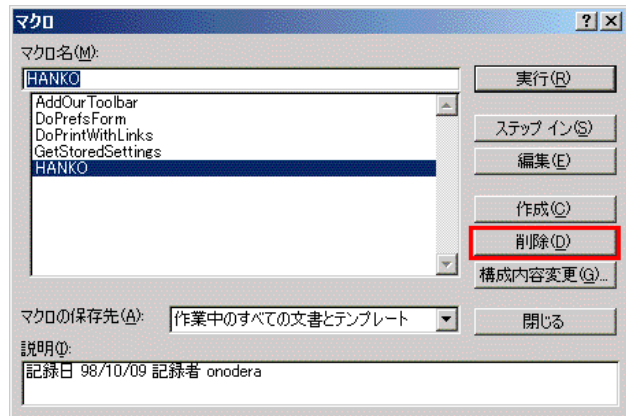 マクロ
マクロ名(M):
HANKO
AddOurToolbar
DoPrefsForm
DoPrintWithLinks
GetStoredSettings
HANKO
実行(R)
ステップ イン(S)
編集(E)
作成(C)
削除(D)
構成内容変更(G)...
マクロの保存先(A):
作業中のすべての文書とテンプレート
閉じる
説明(I):
記録日 98/10/09 記録者 onodera